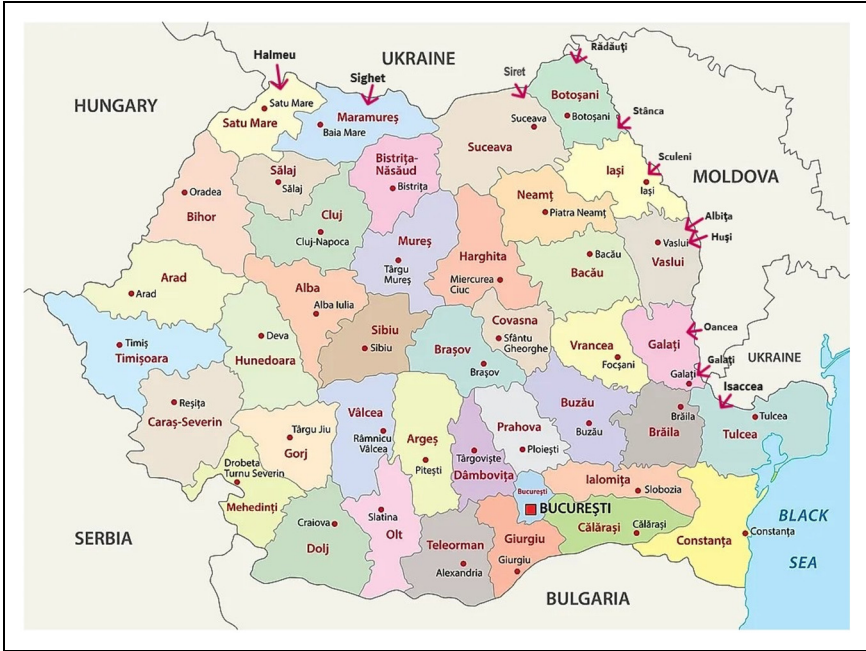 Rădăuți
Halmeu
UKRAINE
Siret
Sighet
HUNGARY
Botoșani
Satu Mare
Satu Mare
Maramureș
Baia Mare
Suceava
Botoșani
Stânca
Suceava
Bistrița-
Năsăud
Bistrița
Sculeni
Iași
Iași
MOLDOVA
Sălaj
Sălaj
Oradea
Bihor
Neamț
Piatra Neamț
Cluj
Cluj-Napoca
Albița
Huși
Vaslui
Vaslui
Mureș
Târgu
Mureș
Harghita
Miercurea
Ciuc
Bacău
Bacău
Arad
Arad
Alba
Alba Iulia
Covasna
Sfântu
Gheorghe
Timiș
Timișoara
Deva
Hunedoara
Sibiu
Sibiu
Brașov
Brașov
Vrancea
Focșani
Galați
Oancea
Galați
Galați
UKRAINE
Isaccea
Reșița
Caraș-Severin
Vâlcea
Râmnicu
Vâlcea
Argeș
Pitești
Prahova
Ploiești
Buzău
Buzău
Brăila
Brăila
Tulcea
Tulcea
Târgu Jiu
Gorj
Târgoviște
Dâmbovița
Drobeta
Turnu Severin
Mehedinți
Ialomița
Slobozia
București
BUCUREȘTI
Slatina
Olt
Craiova
Dolj
Teleorman
Alexandria
Giurgiu
Giurgiu
Călărași
Călărași
Constanța
Constanța
BLACK
SEA
SERBIA
BULGARIA